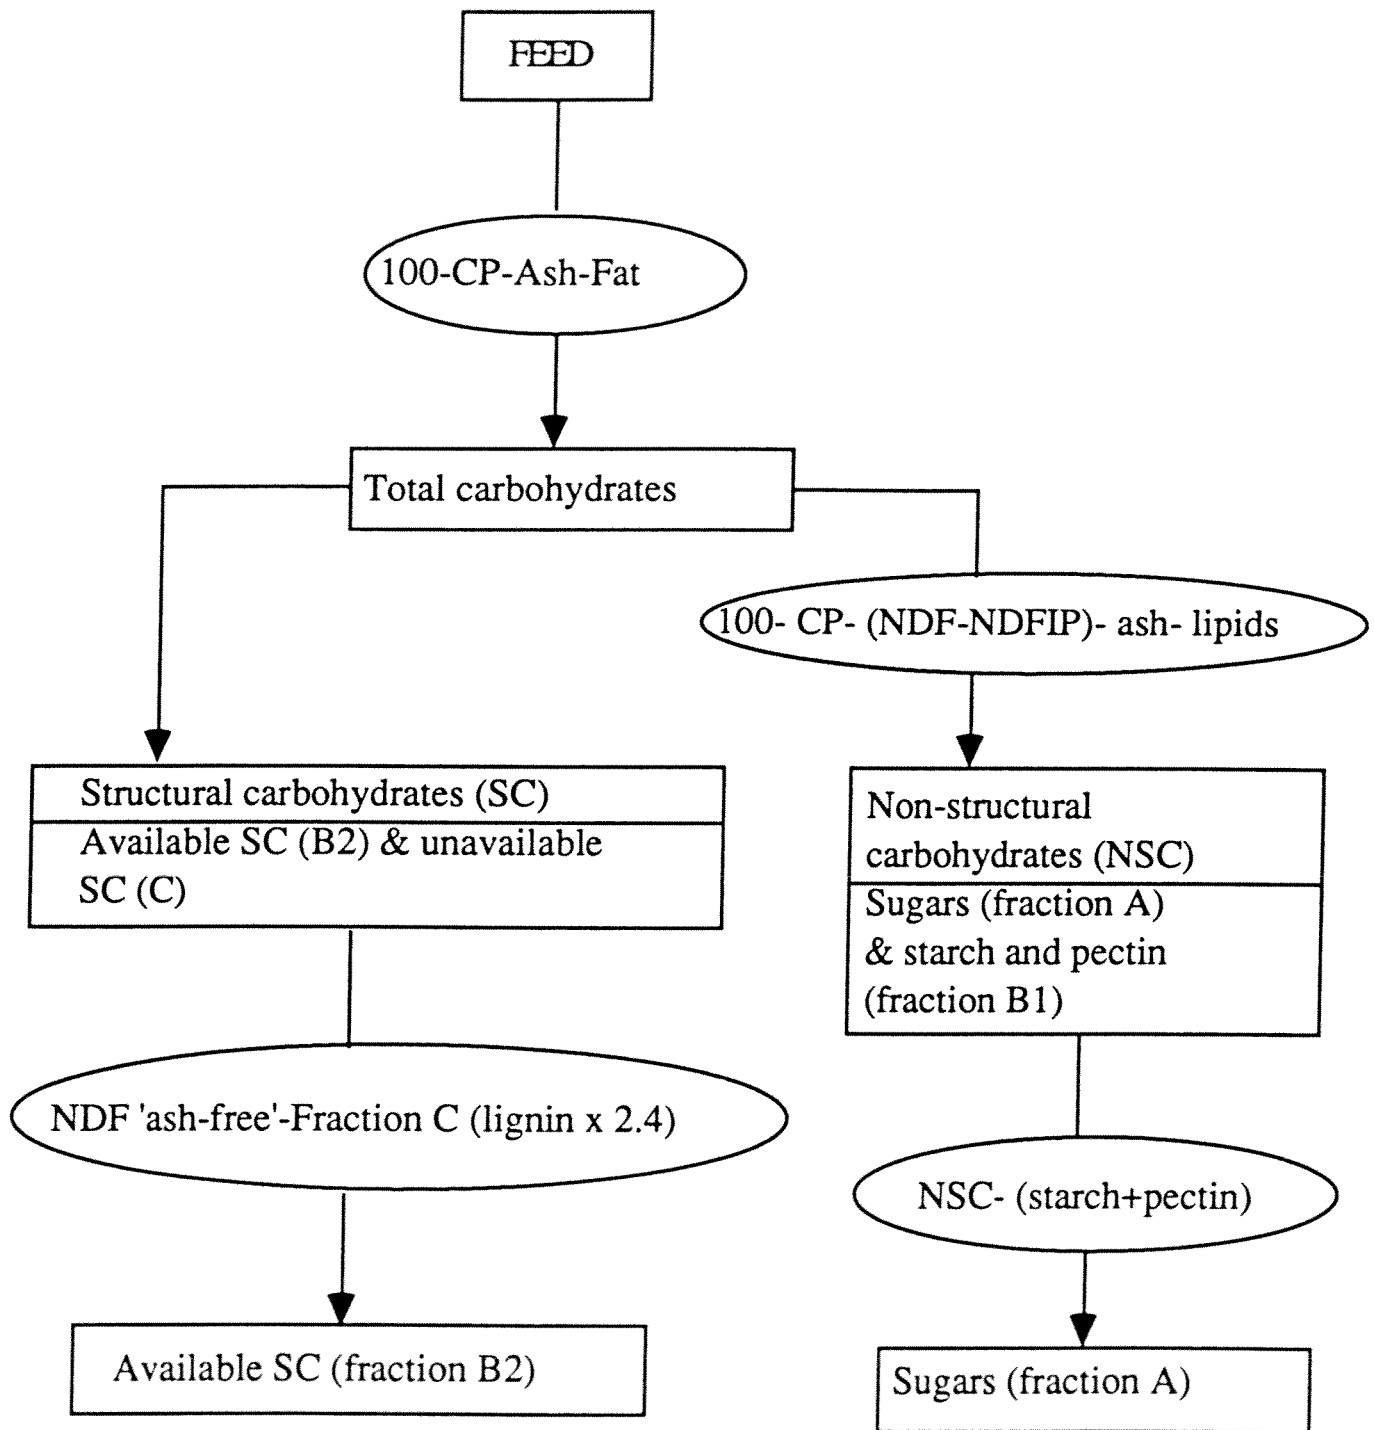 FEED
100-CP-Ash-Fat
Total carbohydrates
100- CP- (NDF-NDFIP)- ash- lipids
Structural carbohydrates (SC)
Available SC (B2) & unavailable
SC (C)
Non-structural
carbohydrates (NSC)
Sugars (fraction A)
& starch and pectin
(fraction B1)
NDF 'ash-free'-Fraction C (lignin x 2.4)
NSC- (starch+pectin)
Available SC (fraction B2)
Sugars (fraction A)